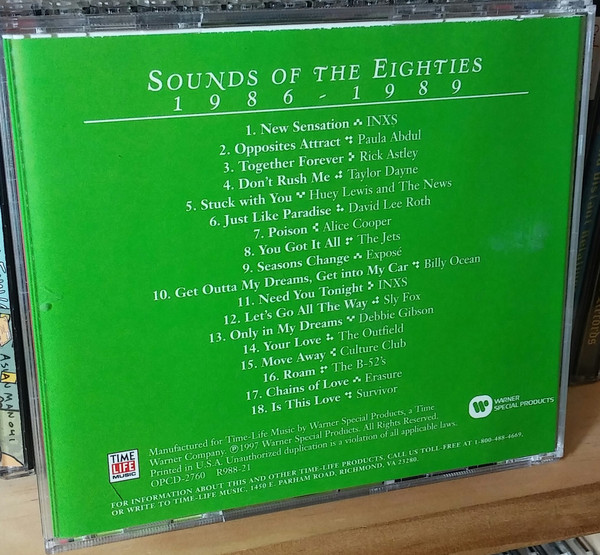 SOUNDS OF THE EIGHTIES
1986-1989
1. New Sensation INXS
2. Opposites Attract Paula Abdul
3. Together Forever Rick Astley
4. Don't Rush Me Taylor Dayne
5. Stuck with You Huey Lewis and The News
6. Just Like Paradise David Lee Roth
7. Poison Alice Cooper
8. You Got It All The Jets
9. Seasons Change Exposé
10. Get Outta My Dreams, Get into My Car Billy Ocean
11. Need You Tonight INXS
12. Let's Go All The Way Sly Fox
13. Only in My Dreams Debbie Gibson
14. Your Love The Outfield
15. Move Away Culture Club
16. Roam The B-52's
17. Chains of Love Erasure
18. Is This Love Survivor
TIME
LIFE
MUSIC
Manufactured for Time-Life Music by Warner Special Products, a Time
Warner Company. ℗1997 Warner Special Products. All Rights Reserved.
Printed in U.S.A. Unauthorized duplication is a violation of all applicable laws.
OPCD-2760 R988-21
WARNER
SPECIAL PRODUCTS
FOR INFORMATION ABOUT THIS AND OTHER TIME-LIFE PRODUCTS, CALL US TOLL-FREE AT 1-800-488-4669,
OR WRITE TO TIME-LIFE MUSIC, 1450 E. PARHAM ROAD, RICHMOND, VA 23280.
ASIAN